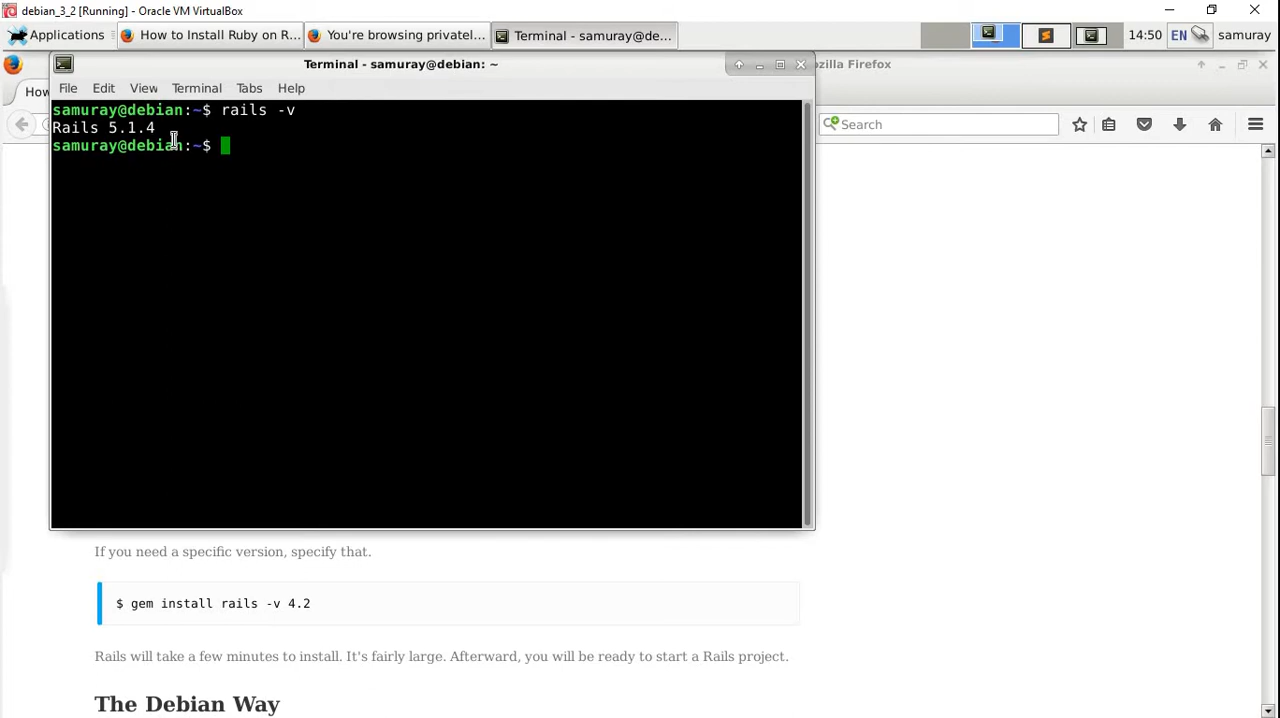 debian_3_2 [Running] - Oracle VM VirtualBox
Applications
How to Install Ruby on R...
You're browsing privatel...
Terminal - samuray@de...
14:50
EN
samuray
Terminal - samuray@debian: ~
ozilla Firefox
File Edit View Terminal Tabs Help
How
Search
samuray@debian:~$ rails -v
Rails 5.1.4
samuray@debian:~$
If you need a specific version, specify that.
$ gem install rails -v 4.2
Rails will take a few minutes to install. It's fairly large. Afterward, you will be ready to start a Rails project.
The Debian Way